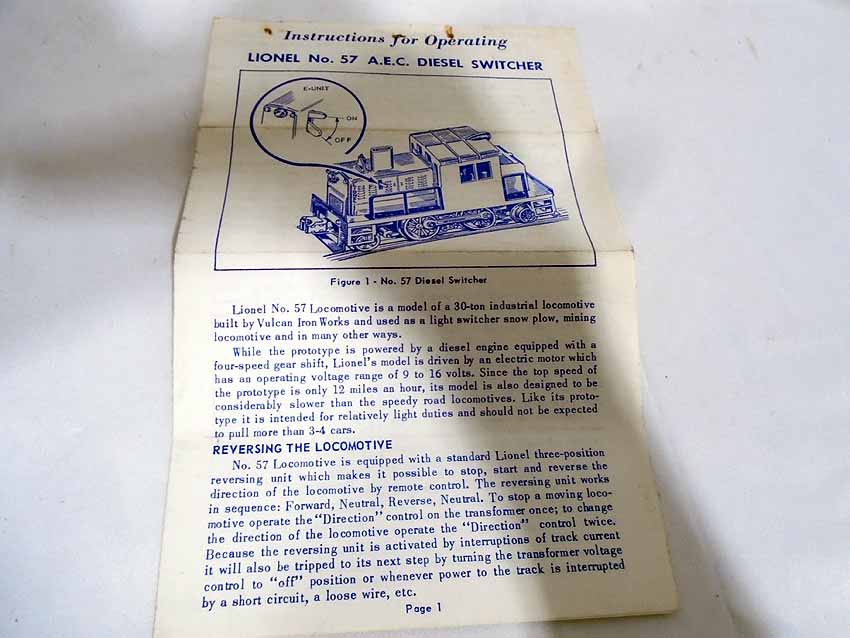 Instructions for Operating
LIONEL No. 57 A.E.C. DIESEL SWITCHER
E-UNIT
ON
OFF
Figure 1 - No. 57 Diesel Switcher
Lionel No. 57 Locomotive is a model of a 30-ton industrial locomotive
built by Vulcan Iron Works and used as a light switcher snow plow, mining
locomotive and in many other ways.
While the prototype is powered by a diesel engine equipped with a
four-speed gear shift, Lionel's model is driven by an electric motor which
has an operating voltage range of 9 to 16 volts. Since the top speed of
the prototype is only 12 miles an hour, its model is also designed to be
considerably slower than the speedy road locomotives. Like its proto-
type it is intended for relatively light duties and should not be expected
to pull more than 3-4 cars.
REVERSING THE LOCOMOTIVE
No. 57 Locomotive is equipped with a standard Lionel three-position
reversing unit which makes it possible to stop, start and reverse the
direction of the locomotive by remote control. The reversing unit works
in sequence: Forward, Neutral, Reverse, Neutral. To stop a moving loco-
motive operate the "Direction" control on the transformer once; to change
the direction of the locomotive operate the "Direction" control twice.
Because the reversing unit is activated by interruptions of track current
it will also be tripped to its next step by turning the transformer voltage
control to "off" position or whenever power to the track is interrupted
by a short circuit, a loose wire, etc.
Page 1